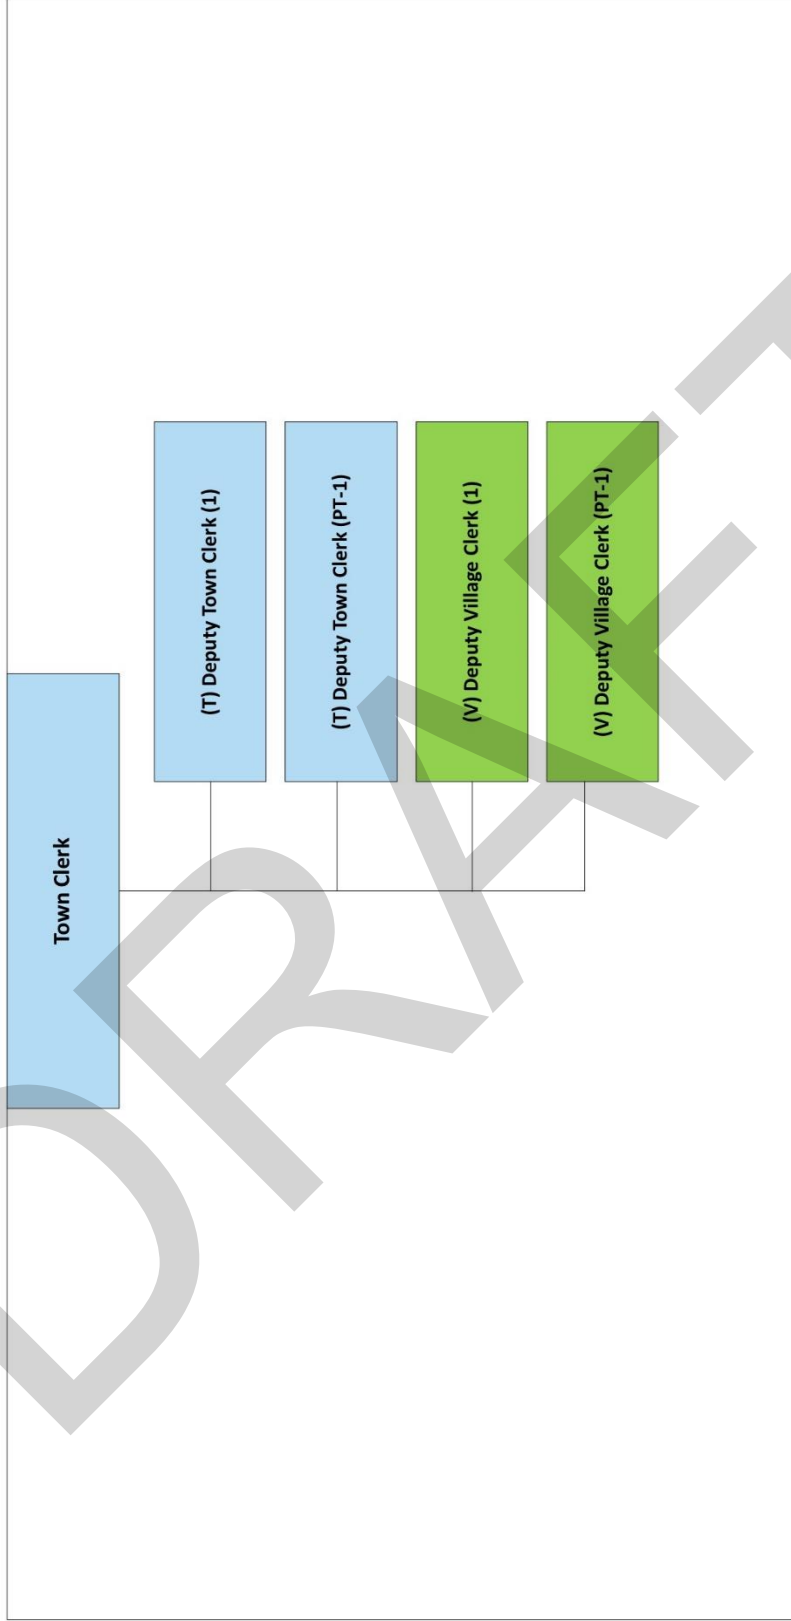 Town Clerk
(T) Deputy Town Clerk (1)
(T) Deputy Town Clerk (PT-1)
(V) Deputy Village Clerk (1)
(V) Deputy Village Clerk (PT-1)
DRAFT